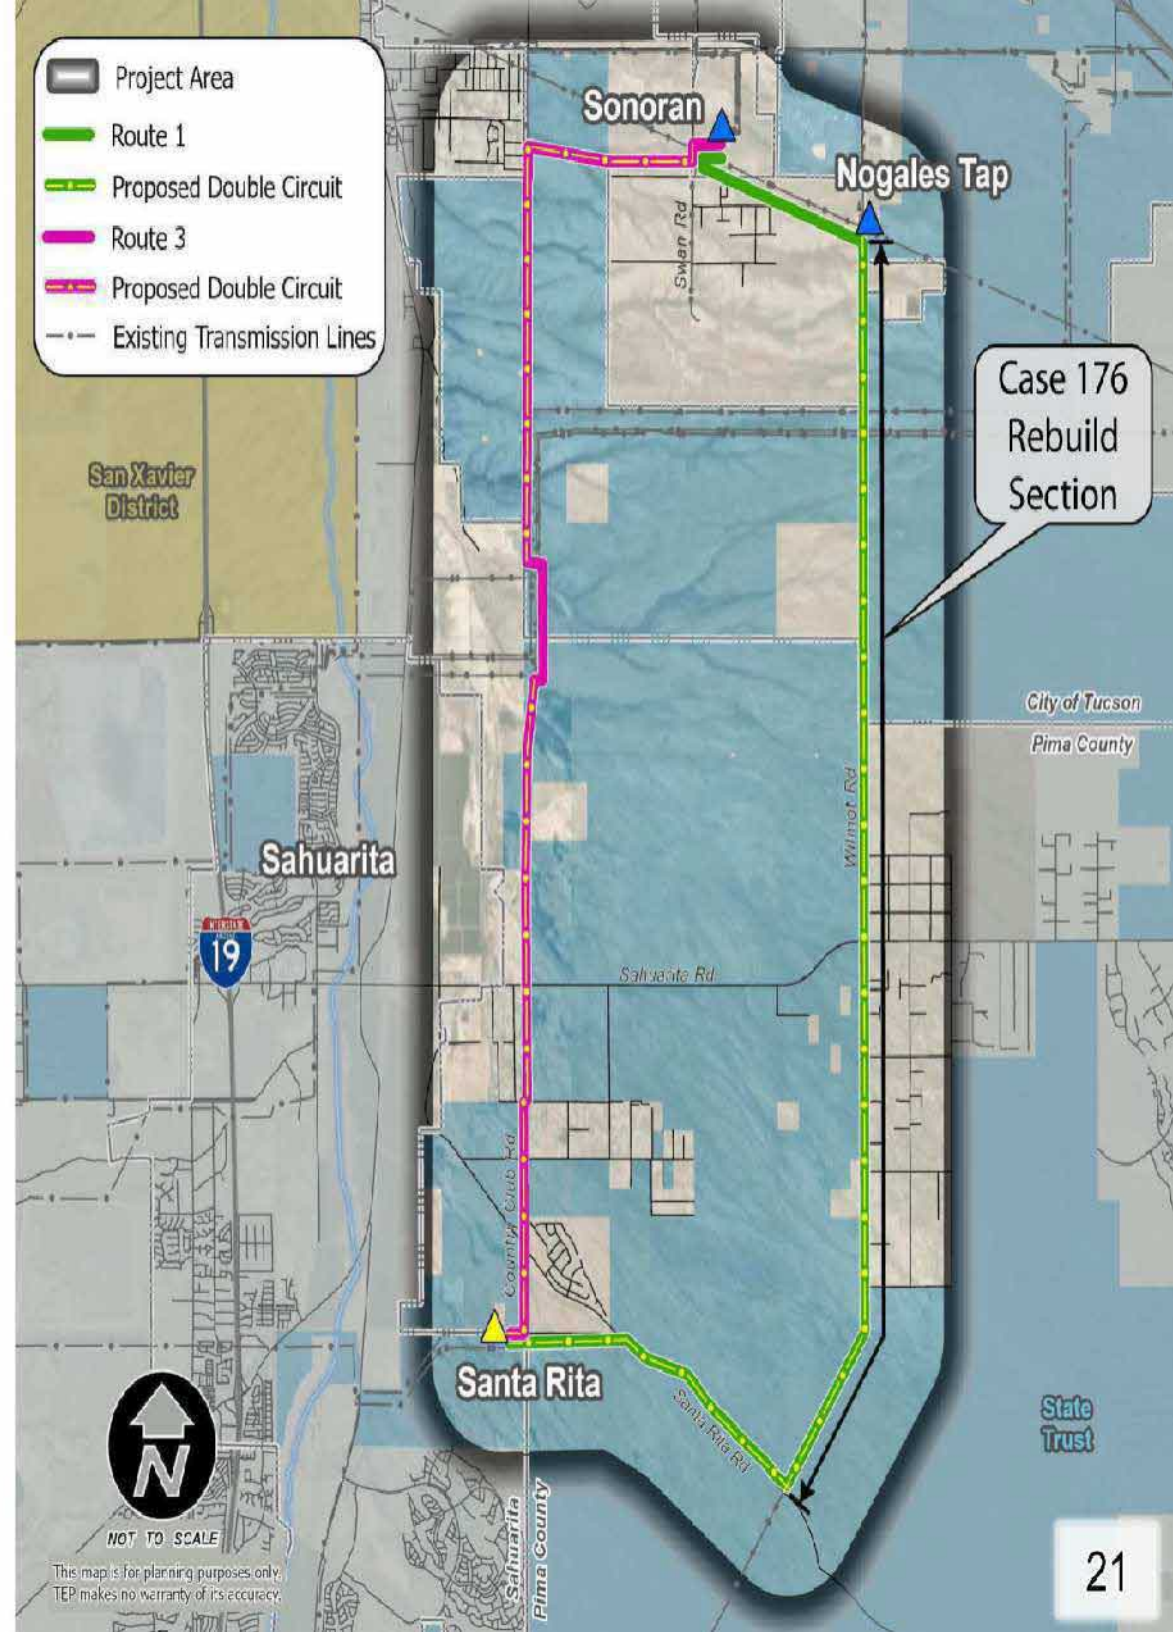 Project Area
Route 1
Proposed Double Circuit
Route 3
Proposed Double Circuit
Existing Transmission Lines
Sonoran
Nogales Tap
Swan Rd
Case 176
Rebuild
Section
San Xavier
District
City of Tucson
Pima County
Wilmot Rd
Sahuarita
INTERSTATE
19
Sahuarita Rd
Country Club Rd
Santa Rita
Santa Rita Rd
State
Trust
N
NOT TO SCALE
This map is for planning purposes only.
TEP makes no warranty of its accuracy.
Sahuarita
Pima County
21